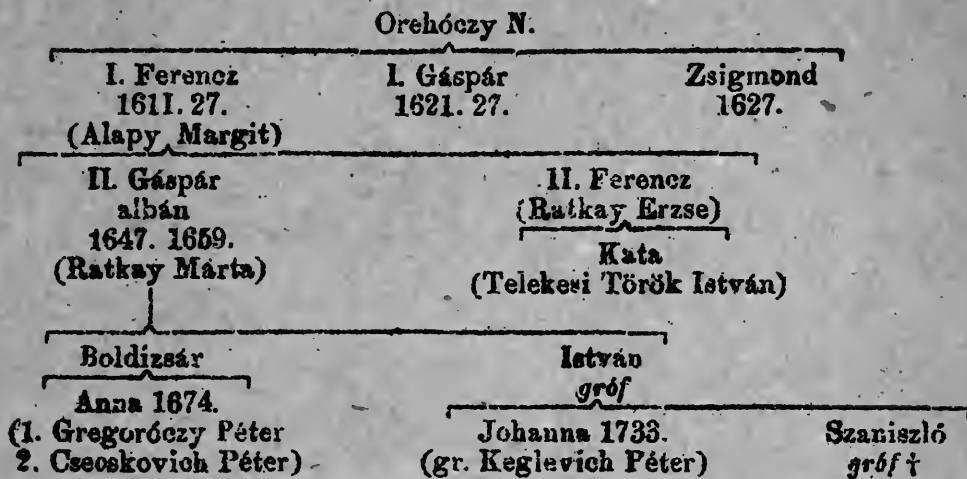 Orehóczy N.
I. Ferencz I. Gáspár Zsigmond
1611. 27. 1621. 27. 1627.
(Alapy Margit)
II. Gáspár II. Ferencz
albán (Ratkay Erzse)
1647. 1659. Kata
(Ratkay Márta) (Telekesi Török István)
Boldizsár István
gróf
Anna 1674. Johanna 1733. Szaniszló
(1. Gregoróczy Péter (gr. Keglevich Péter) gróf †
2. Csecskovich Péter)